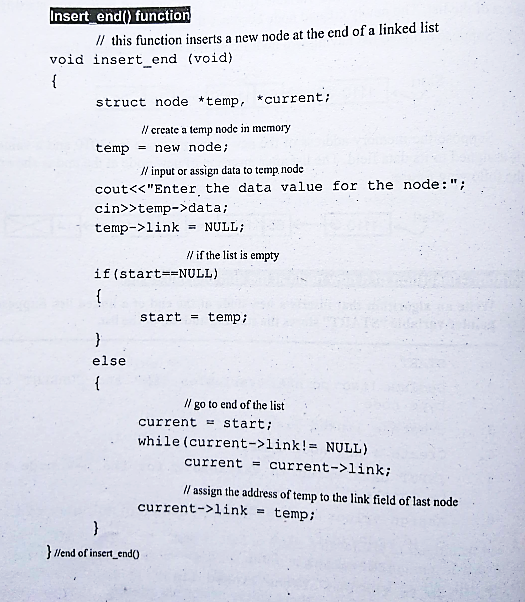 Insert_end() function
// this function inserts a new node at the end of a linked list
void insert_end (void)
{
struct node *temp, *current;
// create a temp node in memory
temp = new node;
// input or assign data to temp node
cout<<"Enter the data value for the node:";
cin>>temp->data;
temp->link = NULL;
// if the list is empty
if(start==NULL)
{
start = temp;
}
else
{
// go to end of the list
current = start;
while(current->link!= NULL)
current = current->link;
// assign the address of temp to the link field of last node
current->link = temp;
}
} //end of insert_end()